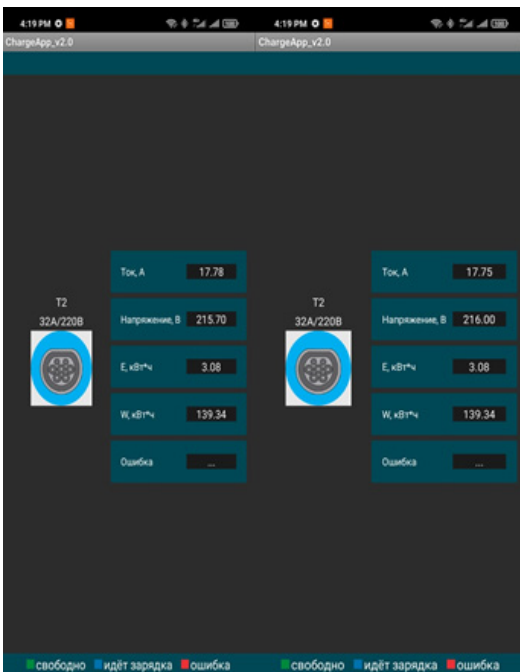 4:19 PM
ChargeApp_v2.0
T2
32А/220В
Ток, А 17.78
Напряжение, В 215.70
Е, кВт*ч 3.08
W, кВт*ч 139.34
Ошибка ...
свободно идёт зарядка ошибка
4:19 PM
ChargeApp_v2.0
T2
32А/220В
Ток, А 17.75
Напряжение, В 216.00
Е, кВт*ч 3.08
W, кВт*ч 139.34
Ошибка ...
свободно идёт зарядка ошибка